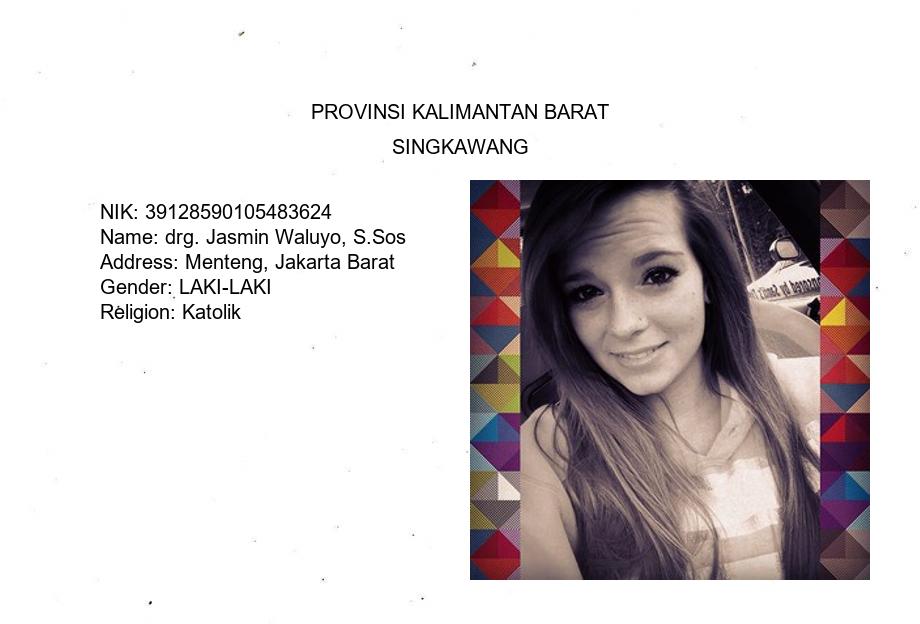 PROVINSI KALIMANTAN BARAT
SINGKAWANG
NIK: 39128590105483624
Name: drg. Jasmin Waluyo, S.Sos
Address: Menteng, Jakarta Barat
Gender: LAKI-LAKI
Religion: Katolik